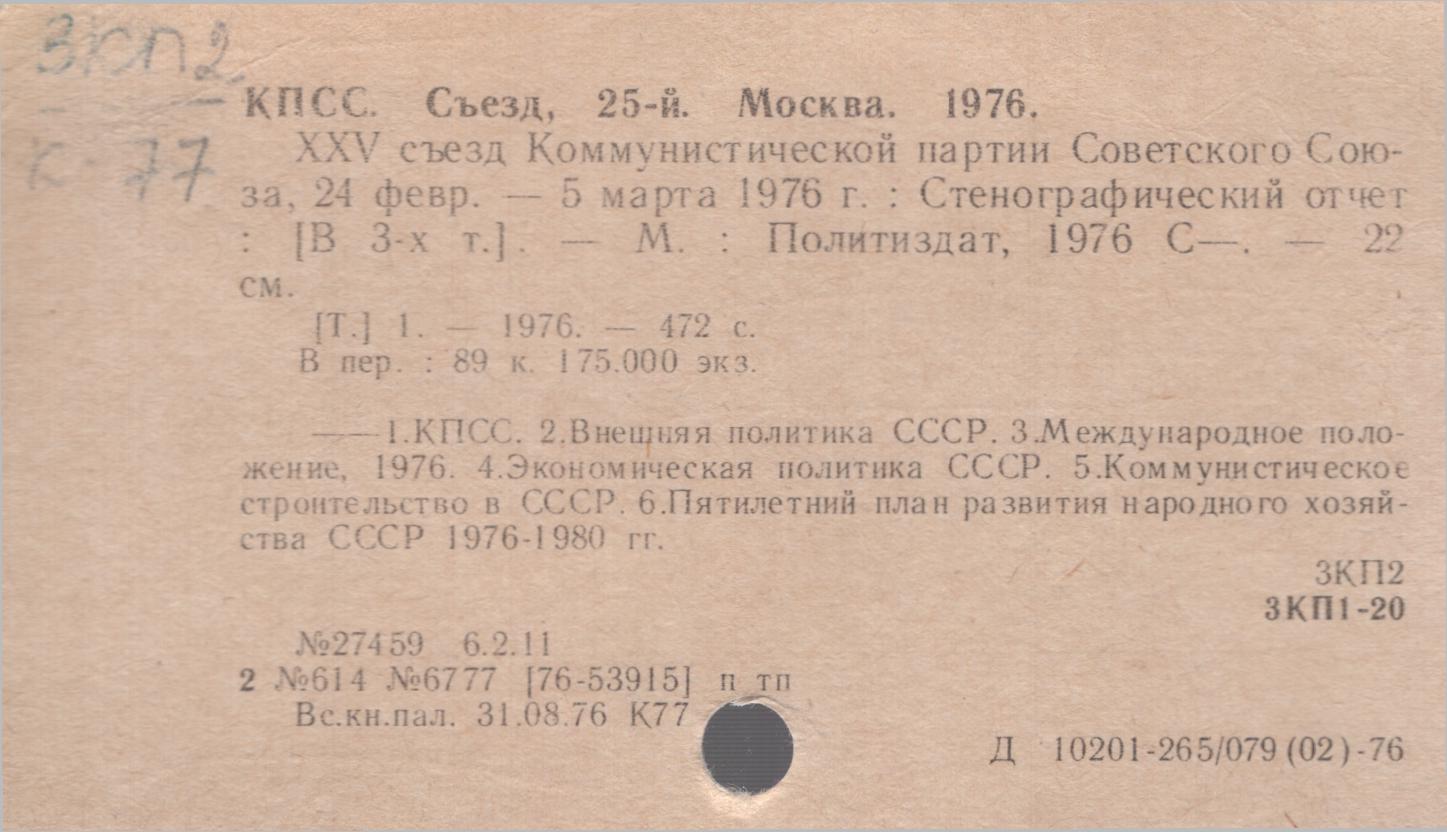 3КП2
К 77
КПСС. Съезд, 25-й. Москва. 1976.
XXV съезд Коммунистической партии Советского Сою-
за, 24 февр. — 5 марта 1976 г. : Стенографический отчет
: [В 3-х т.]. — М. : Политиздат, 1976 С—. — 22
см.
[Т.] 1. — 1976. — 472 с.
В пер. : 89 к. 175.000 экз.
—— 1.КПСС. 2.Внешняя политика СССР. 3.Международное поло-
жение, 1976. 4.Экономическая политика СССР. 5.Коммунистическое
строительство в СССР. 6.Пятилетний план развития народного хозяй-
ства СССР 1976-1980 гг.
3КП2
3КП1-20
№27459 6.2.11
2 №614 №6777 [76-53915] п тп
Вс.кн.пал. 31.08.76 К77
Д 10201-265/079(02)-76